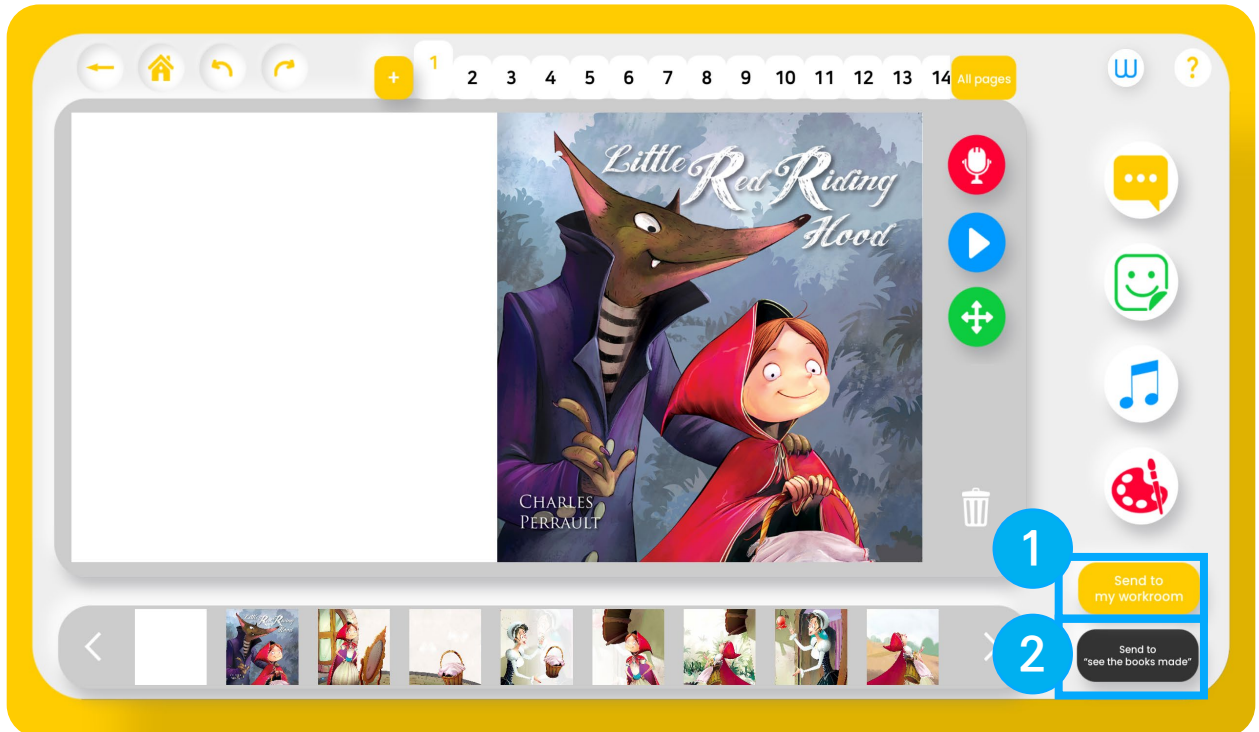 + 1 2 3 4 5 6 7 8 9 10 11 12 13 14 All pages
W ?
Little Red Riding
Hood
CHARLES
PERRAULT
1
Send to
my workroom
2
Send to
"see the books made"